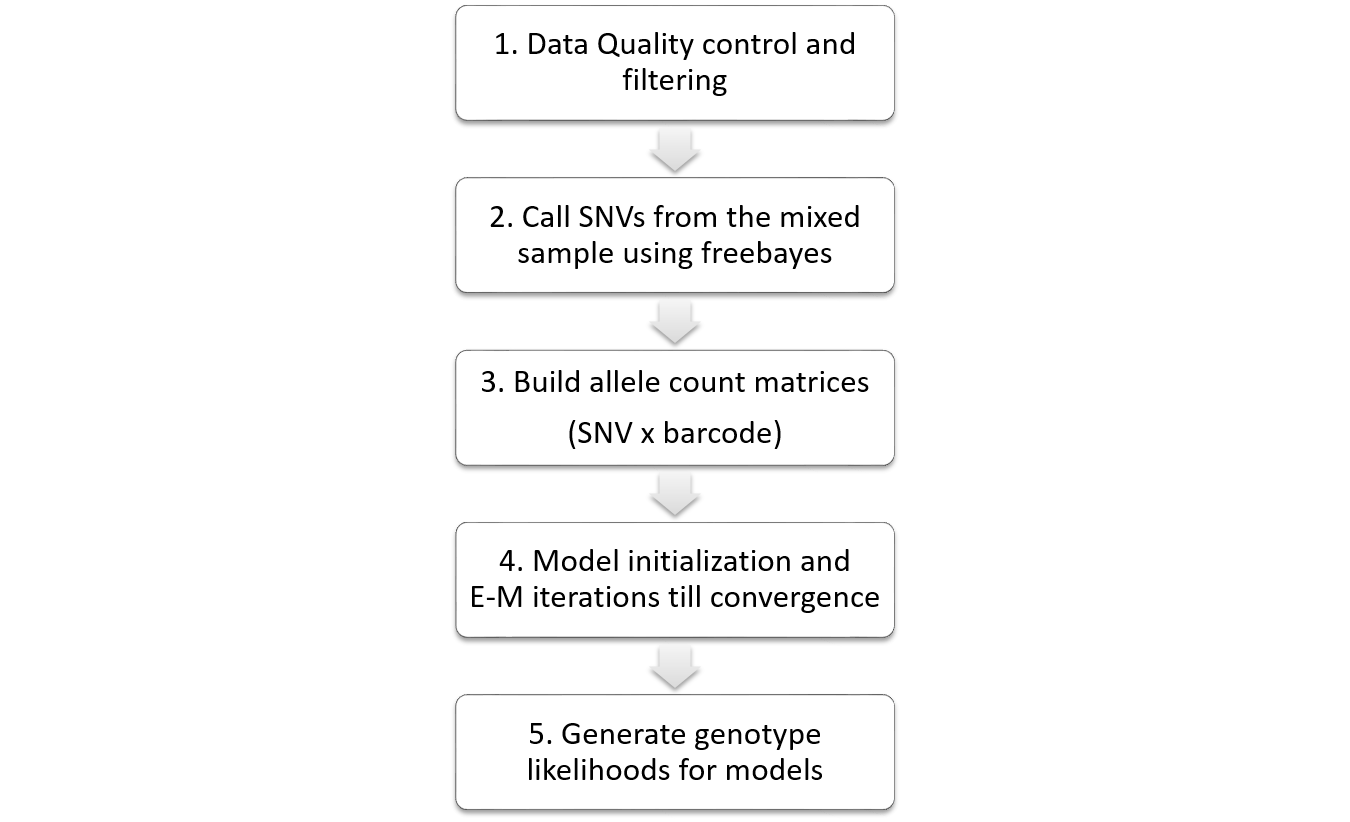 1. Data Quality control and
filtering
2. Call SNVs from the mixed
sample using freebayes
3. Build allele count matrices
(SNV x barcode)
4. Model initialization and
E-M iterations till convergence
5. Generate genotype
likelihoods for models